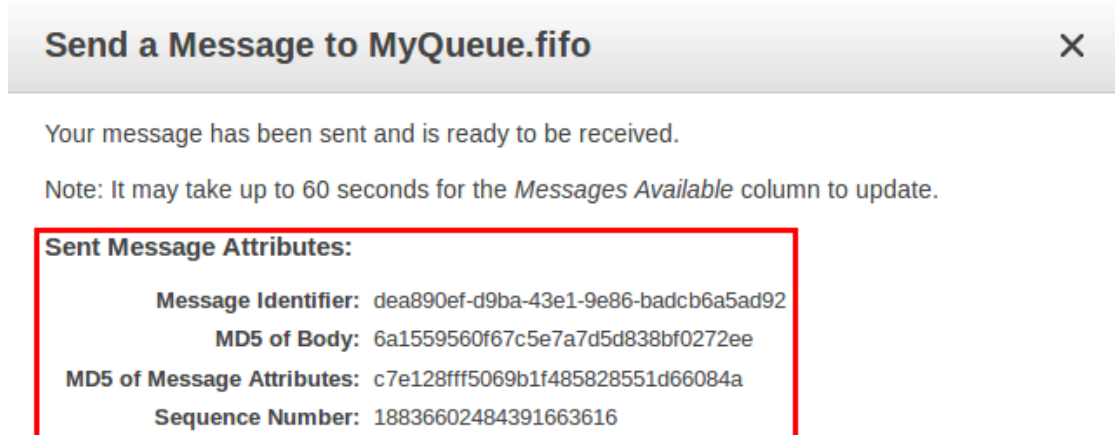 Send a Message to MyQueue.fifo
Your message has been sent and is ready to be received.
Note: It may take up to 60 seconds for the Messages Available column to update.
Sent Message Attributes:
Message Identifier: dea890ef-d9ba-43e1-9e86-badcb6a5ad92
MD5 of Body: 6a1559560f67c5e7a7d5d838bf0272ee
MD5 of Message Attributes: c7e128fff5069b1f485828551d66084a
Sequence Number: 18836602484391663616